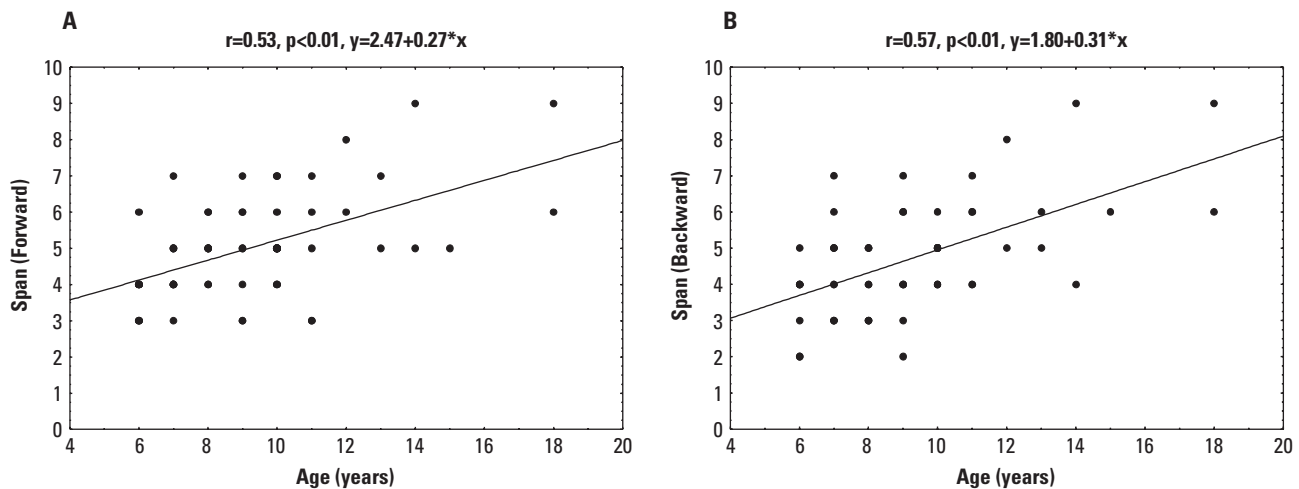 A
r=0.53, p<0.01, y=2.47+0.27*x
10
9
8
7
6
5
4
3
2
1
0
Span (Forward)
4 6 8 10 12 14 16 18 20
Age (years)
B
r=0.57, p<0.01, y=1.80+0.31*x
10
9
8
7
6
5
4
3
2
1
0
Span (Backward)
4 6 8 10 12 14 16 18 20
Age (years)